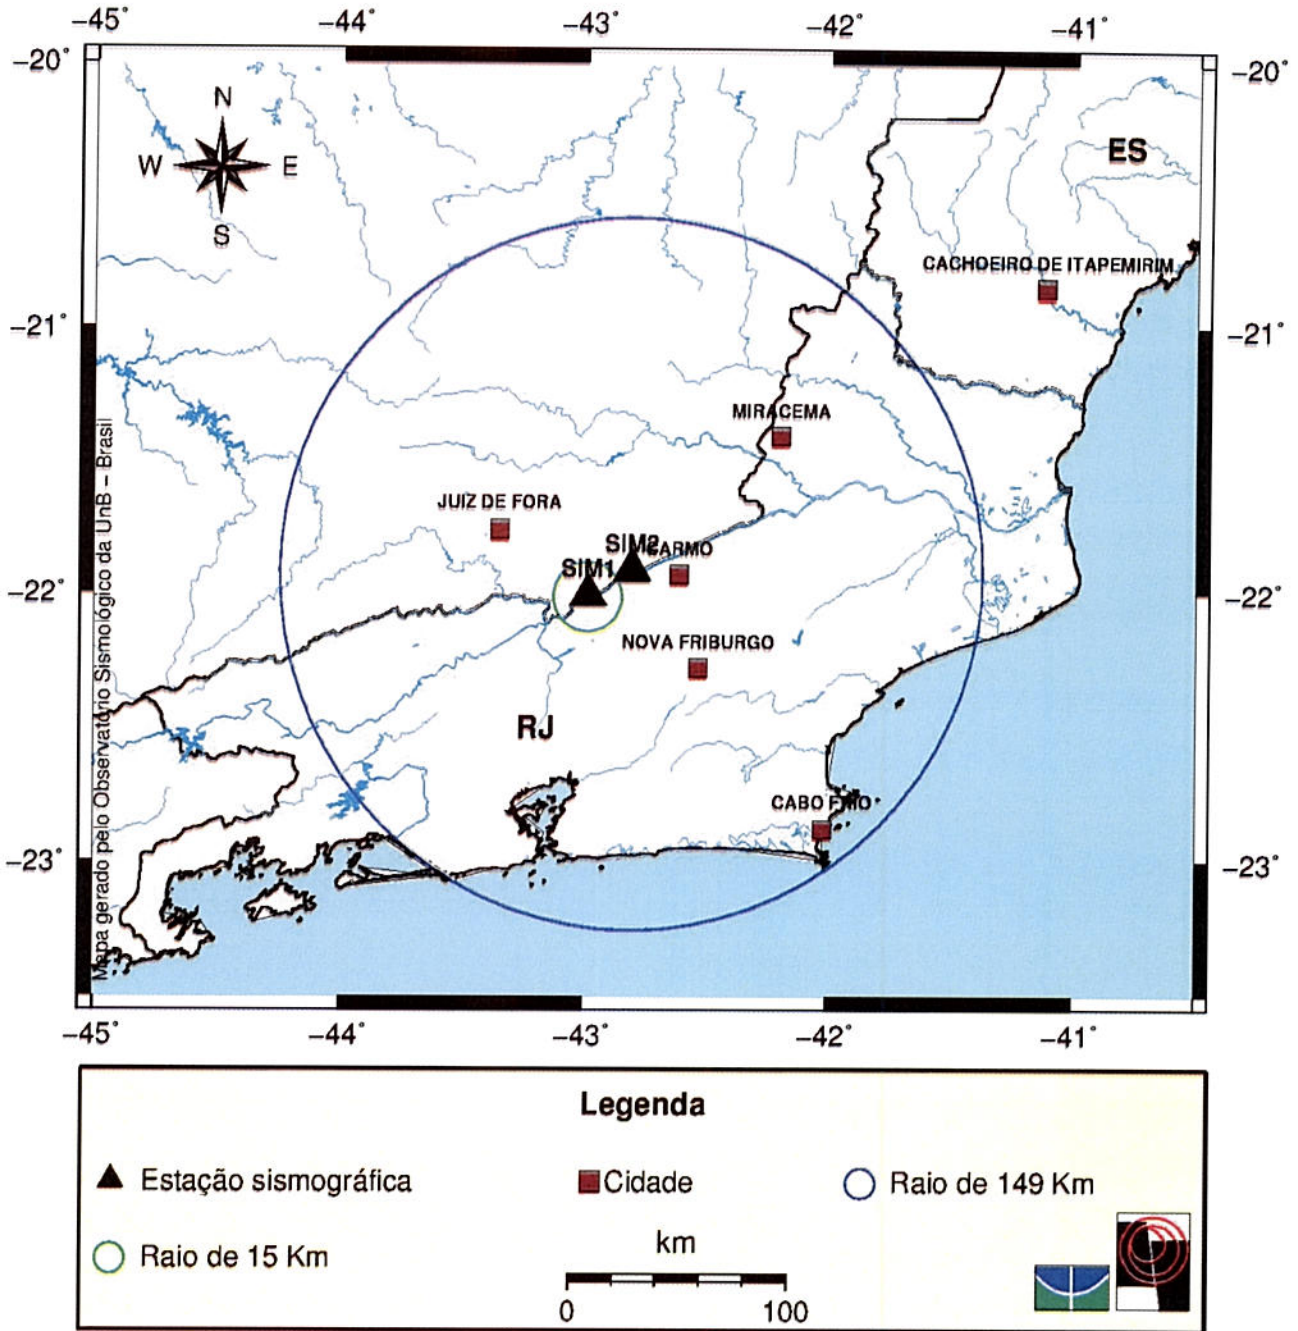 -45° -44° -43° -42° -41°
-20° -20°
N
W E
S
ES
CACHOEIRO DE ITAPEMIRIM
-21° -21°
MIRACEMA
JUIZ DE FORA
SIM2 CARMO
SIM1
-22° -22°
NOVA FRIBURGO
RJ
CABO FRIO
-23° -23°
Mapa gerado pelo Observatório Sismológico da UnB – Brasil
-45° -44° -43° -42° -41°
Legenda
Estação sismográfica Cidade Raio de 149 Km
Raio de 15 Km
km
0 100